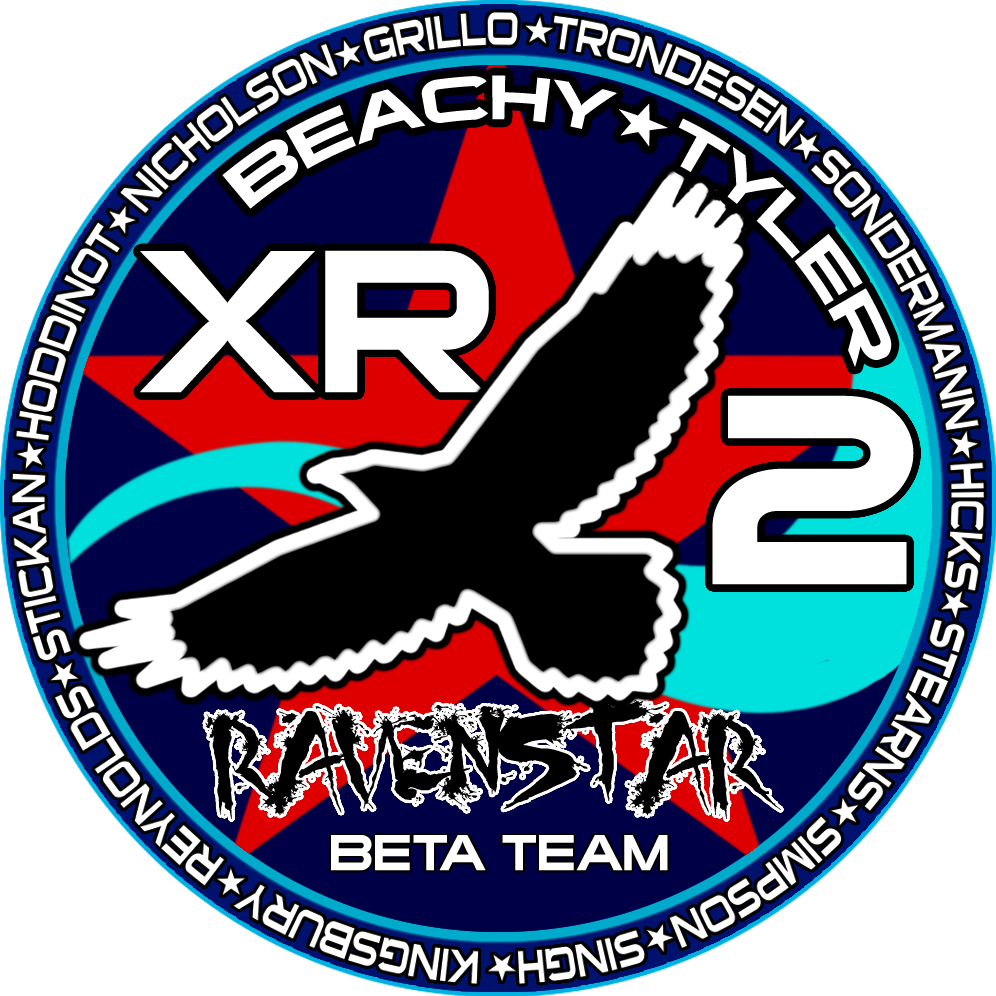 STICKAN★HODDINOT★NICHOLSON★GRILLO★TRONDESEN★SONDERMANN★HICKS★STEARNS★SIMPSON★SINGH★KINGSBURY★REYNOLDS★
BEACHY★TYLER
XR
2
RAVENSTAR
BETA TEAM